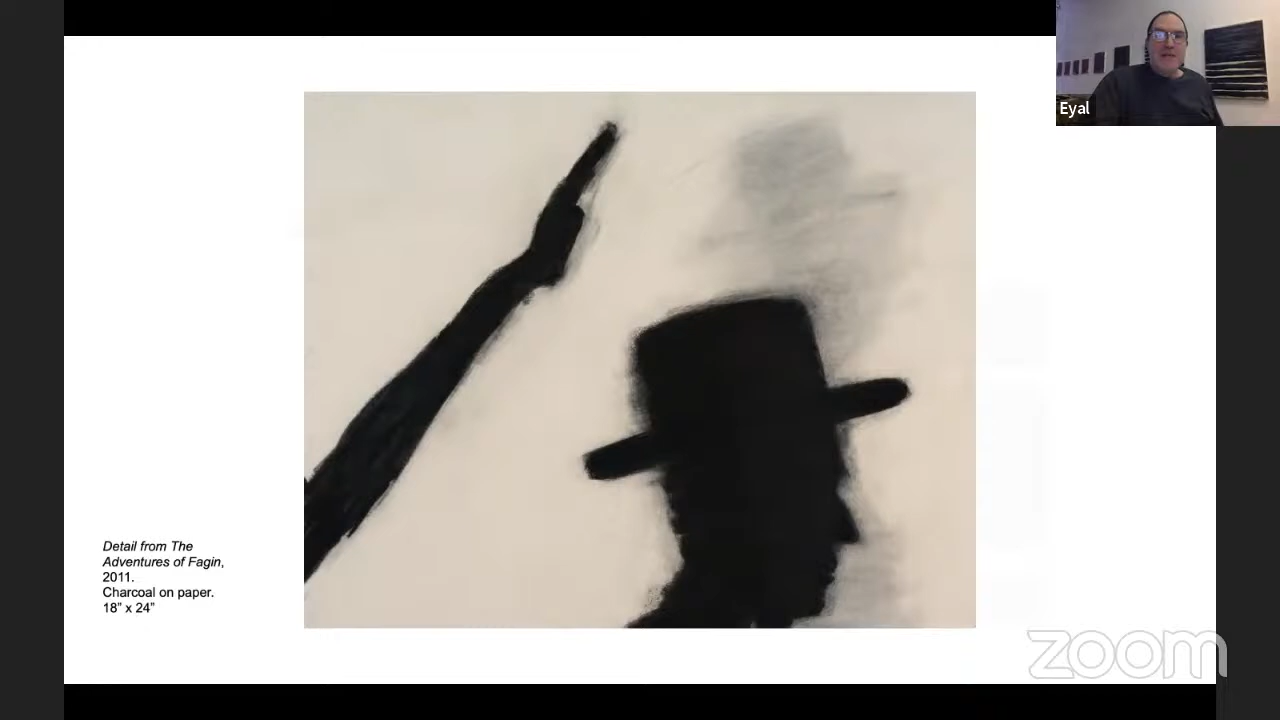 Eyal
Detail from The
Adventures of Fagin,
2011.
Charcoal on paper.
18” x 24”
zoom